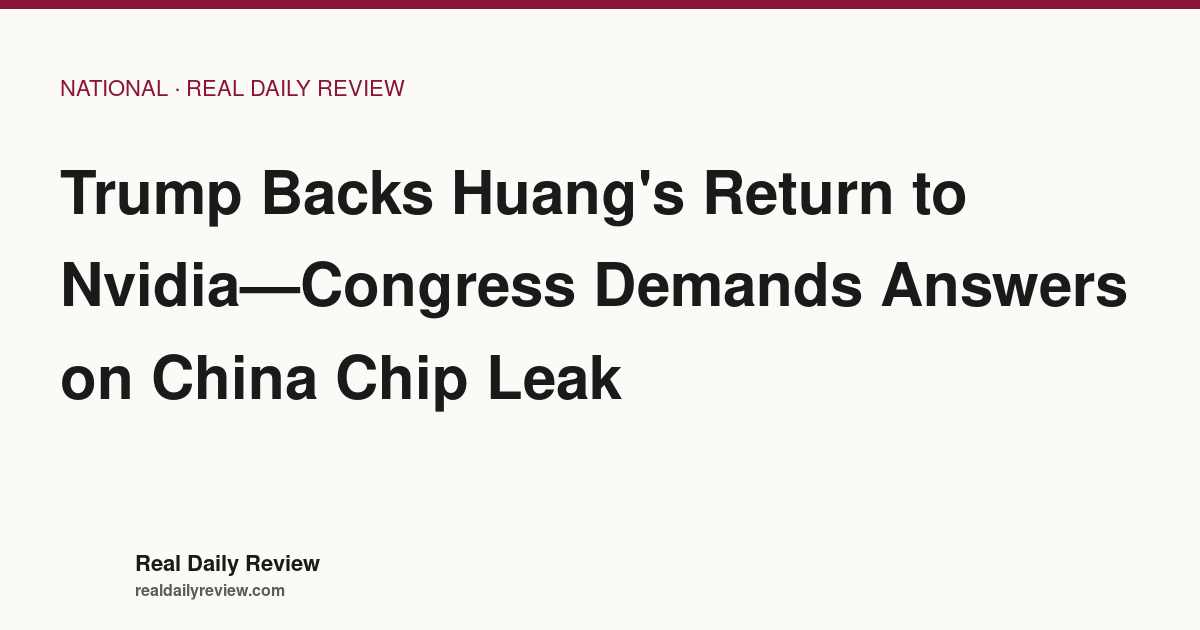 NATIONAL · REAL DAILY REVIEW
Trump Backs Huang's Return to
Nvidia—Congress Demands Answers
on China Chip Leak
Real Daily Review
realdailyreview.com